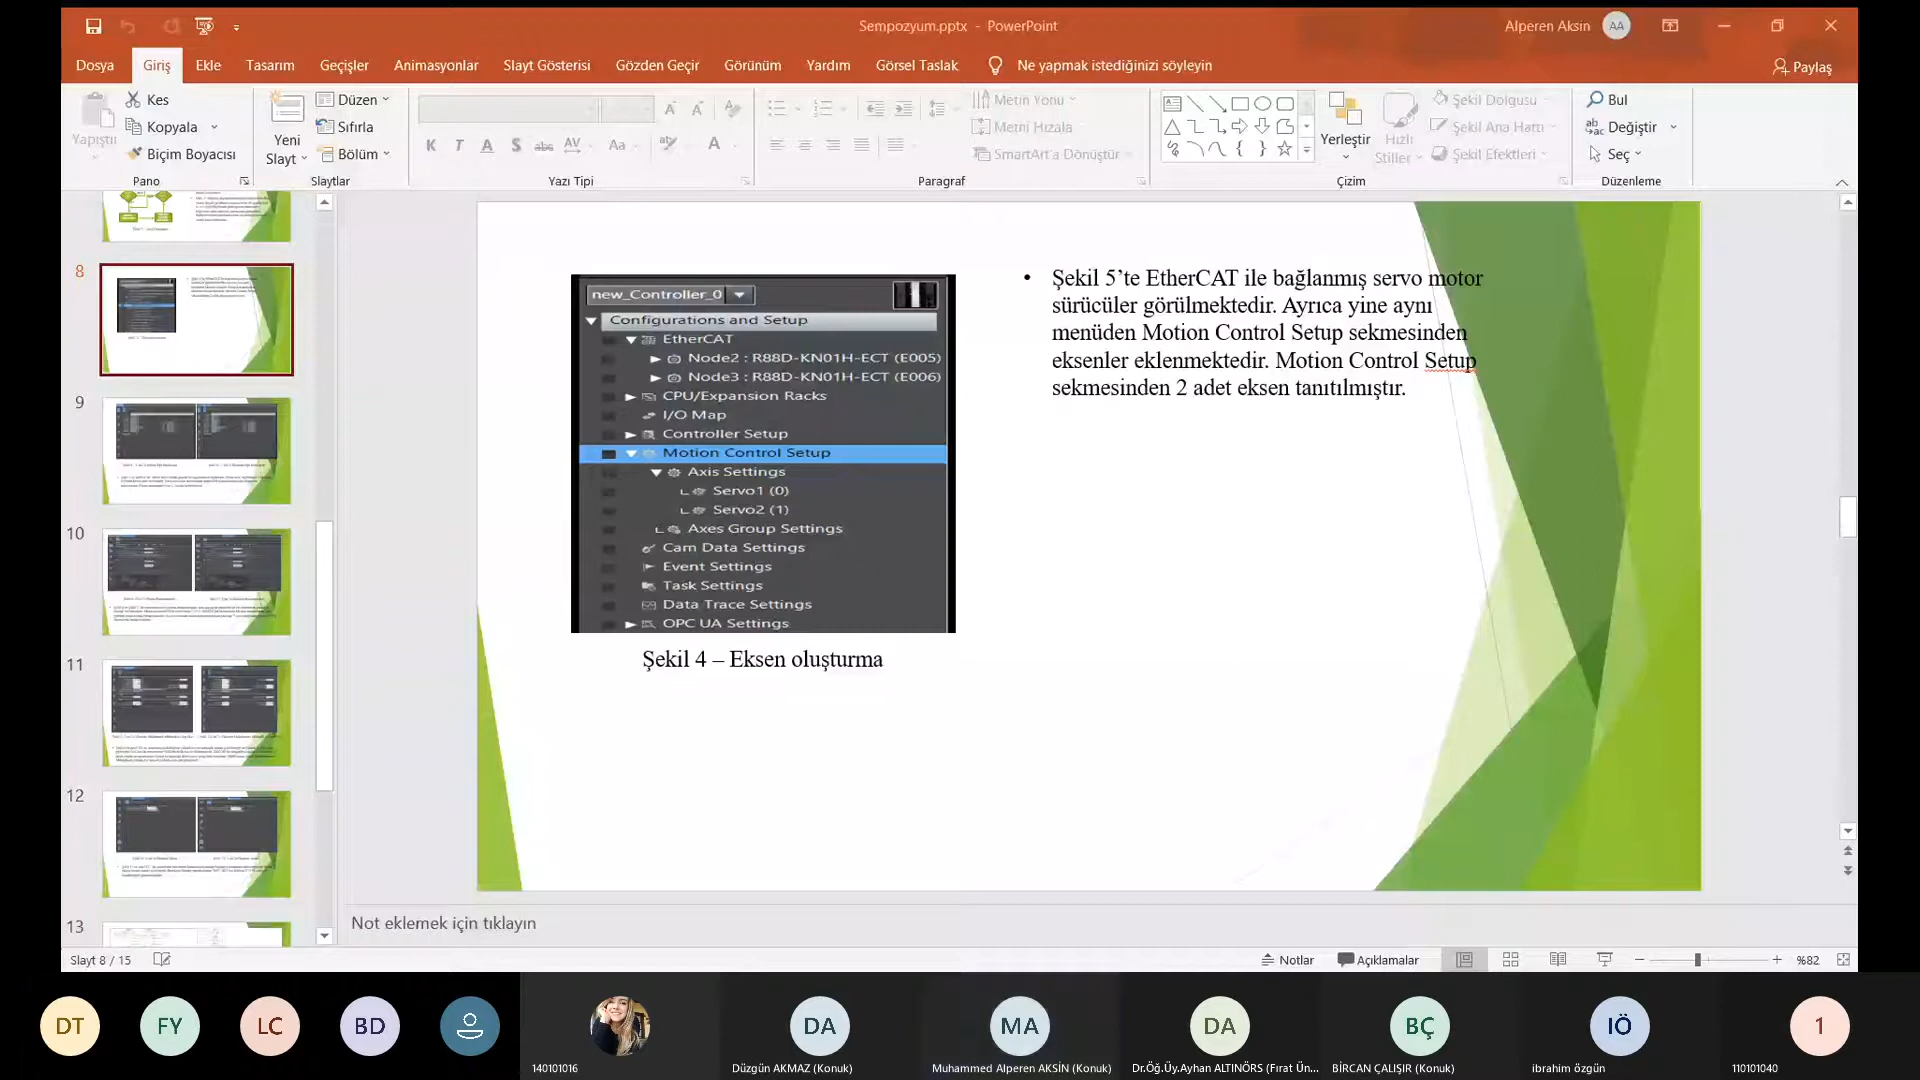 Sempozyum.pptx - PowerPoint
Alperen Aksin
AA
Dosya Giriş Ekle Tasarım Geçişler Animasyonlar Slayt Gösterisi Gözden Geçir Görünüm Yardım Görsel Taslak Ne yapmak istediğinizi söyleyin
Paylaş
Yapıştır
Kes
Kopyala
Biçim Boyacısı
Pano
Yeni Slayt
Düzen
Sıfırla
Bölüm
Slaytlar
Yazı Tipi
Metin Yönü
Metni Hizala
SmartArt'a Dönüştür
Paragraf
Yerleştir
Hızlı Stiller
Şekil Dolgusu
Şekil Ana Hattı
Şekil Efektleri
Çizim
Bul
Değiştir
Seç
Düzenleme
8
9
10
11
12
13
new_Controller_0
Configurations and Setup
EtherCAT
Node2 : R88D-KN01H-ECT (E005)
Node3 : R88D-KN01H-ECT (E006)
CPU/Expansion Racks
I/O Map
Controller Setup
Motion Control Setup
Axis Settings
Servo1 (0)
Servo2 (1)
Axes Group Settings
Cam Data Settings
Event Settings
Task Settings
Data Trace Settings
OPC UA Settings
Şekil 4 – Eksen oluşturma
• Şekil 5’te EtherCAT ile bağlanmış servo motor
sürücüler görülmektedir. Ayrıca yine aynı
menüden Motion Control Setup sekmesinden
eksenler eklenmektedir. Motion Control Setup
sekmesinden 2 adet eksen tanıtılmıştır.
Not eklemek için tıklayın
Slayt 8 / 15
Notlar
Açıklamalar
%82
DT
FY
LC
BD
DA
MA
DA
BÇ
İÖ
1
140101016
Düzgün AKMAZ (Konuk)
Muhammed Alperen AKSİN (Konuk)
Dr.Öğ.Üy.Ayhan ALTINÖRS (Fırat Ün...
BİRCAN ÇALIŞIR (Konuk)
ibrahim özgün
110101040